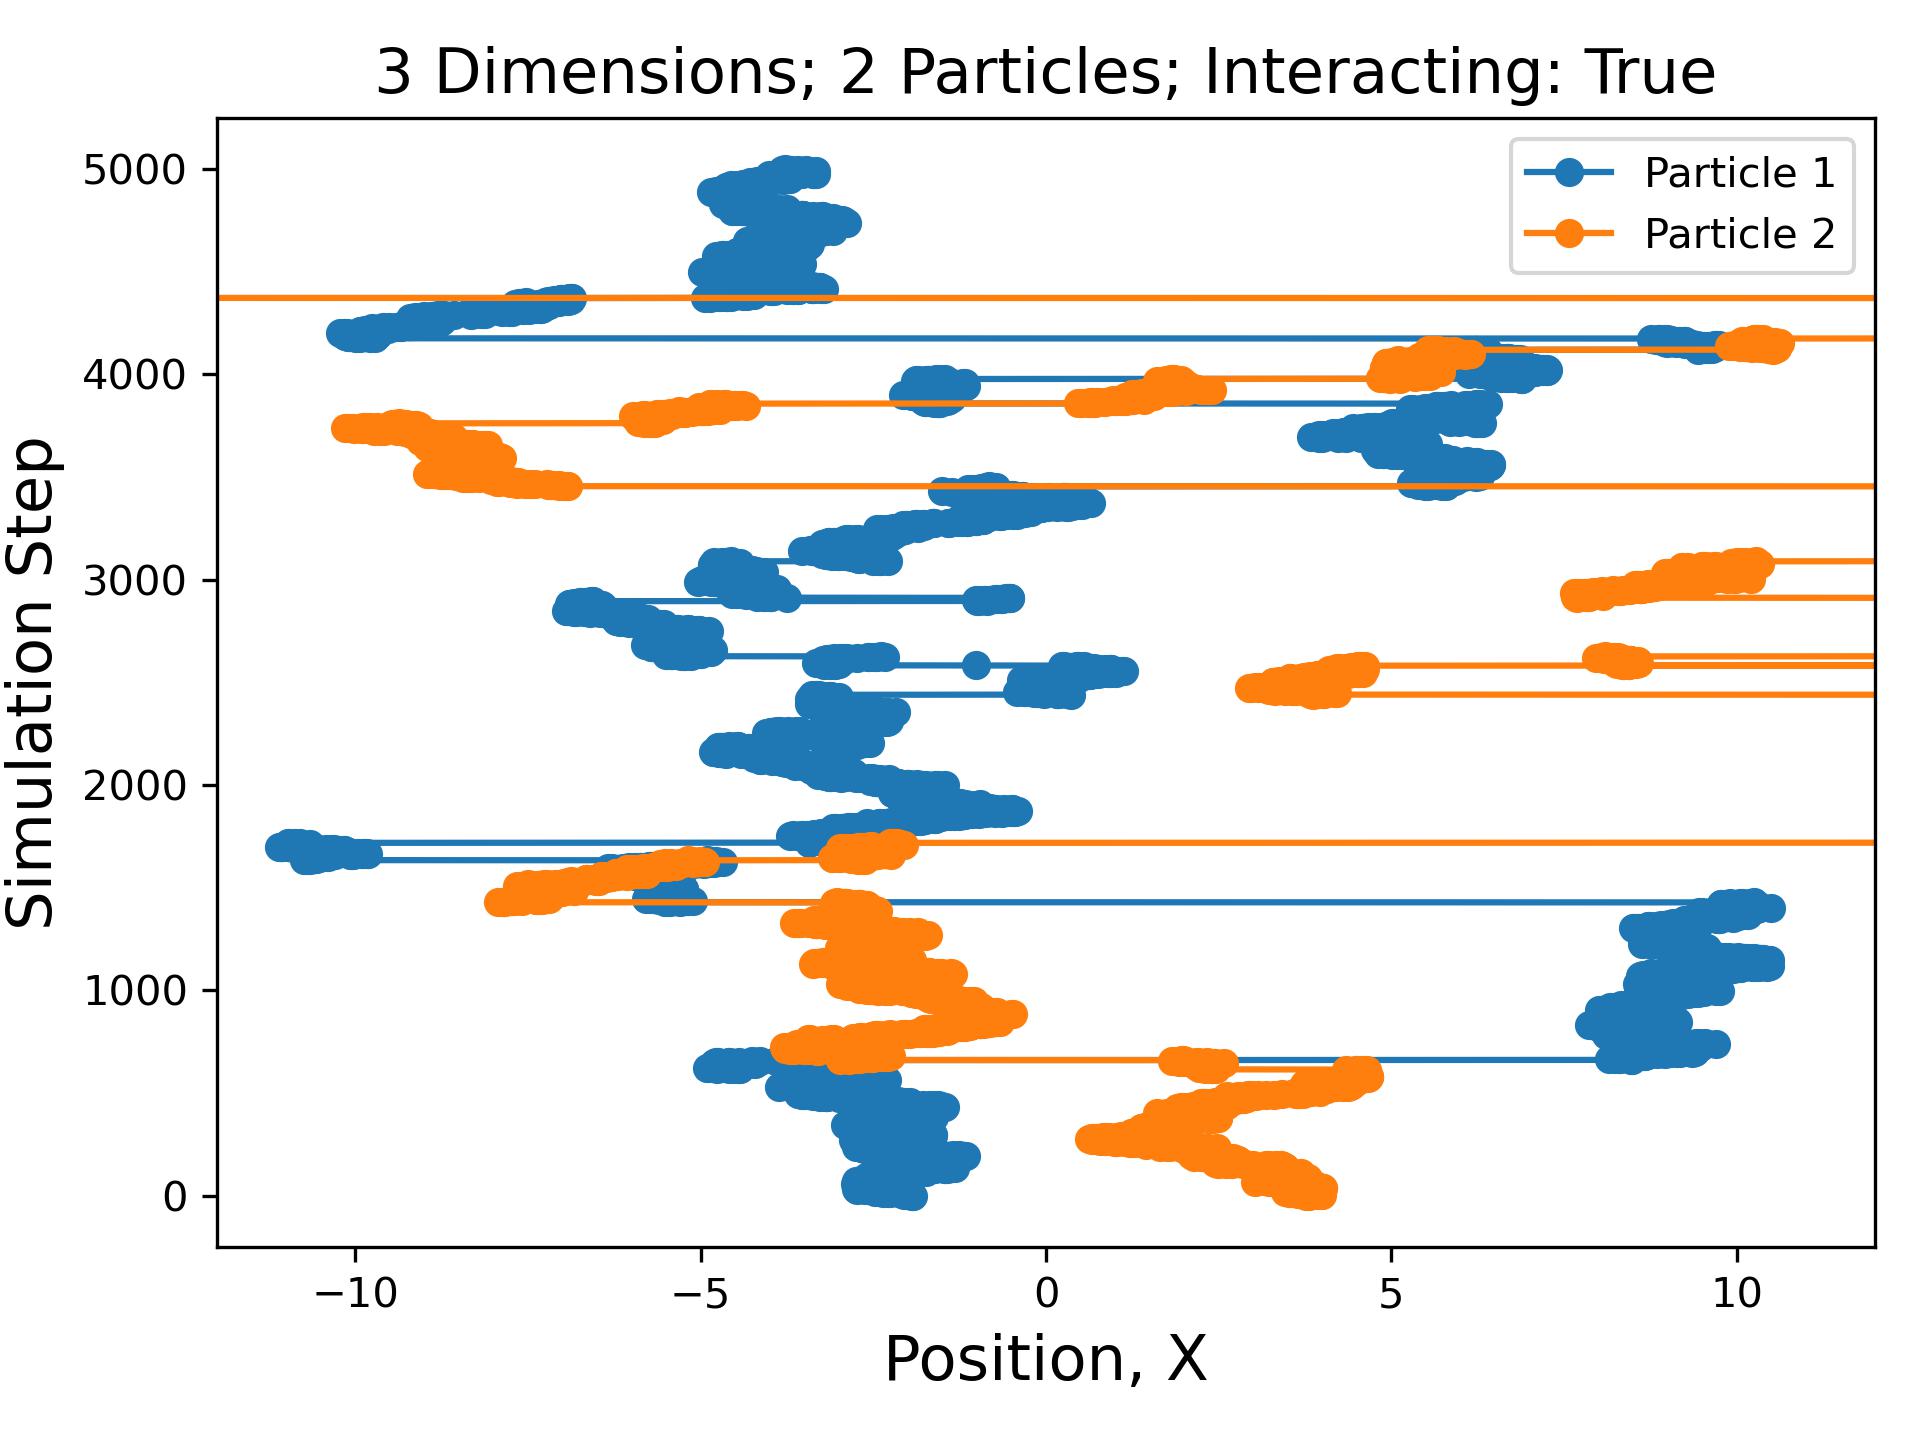 3 Dimensions; 2 Particles; Interacting: True
Particle 1
Particle 2
Simulation Step
5000
4000
3000
2000
1000
0
−10
−5
0
5
10
Position, X